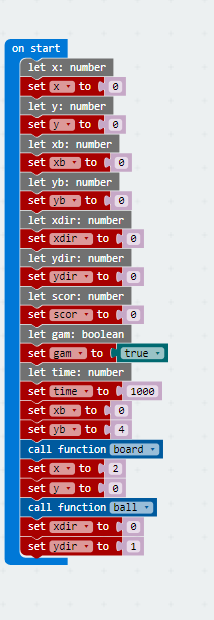 on start
let x: number
set x to 0
let y: number
set y to 0
let xb: number
set xb to 0
let yb: number
set yb to 0
let xdir: number
set xdir to 0
let ydir: number
set ydir to 0
let scor: number
set scor to 0
let gam: boolean
set gam to true
let time: number
set time to 1000
set xb to 0
set yb to 4
call function board
set x to 2
set y to 0
call function ball
set xdir to 0
set ydir to 1